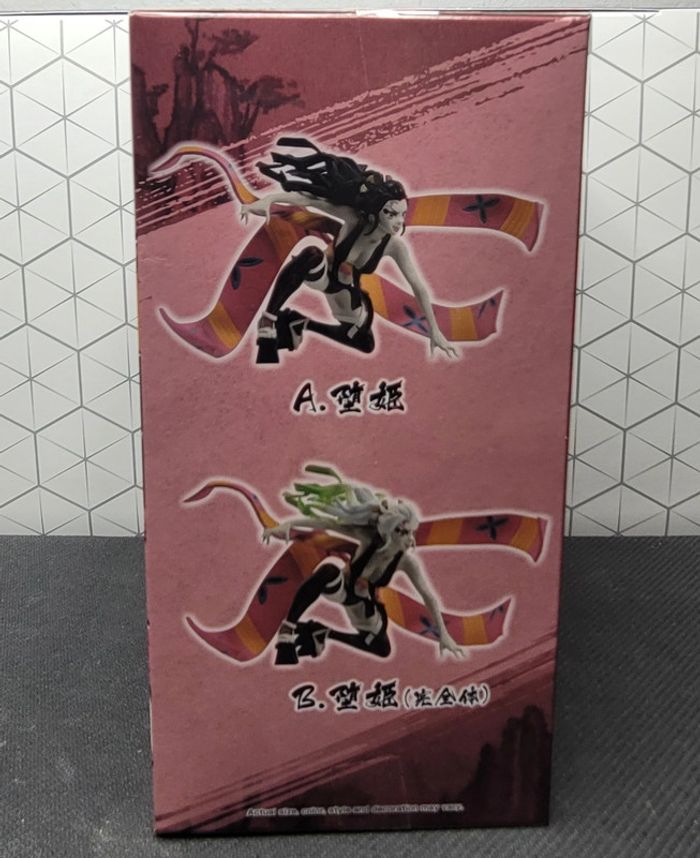 A. 堕姫
B. 堕姫(完全体)
Actual size, color, style and decoration may vary.